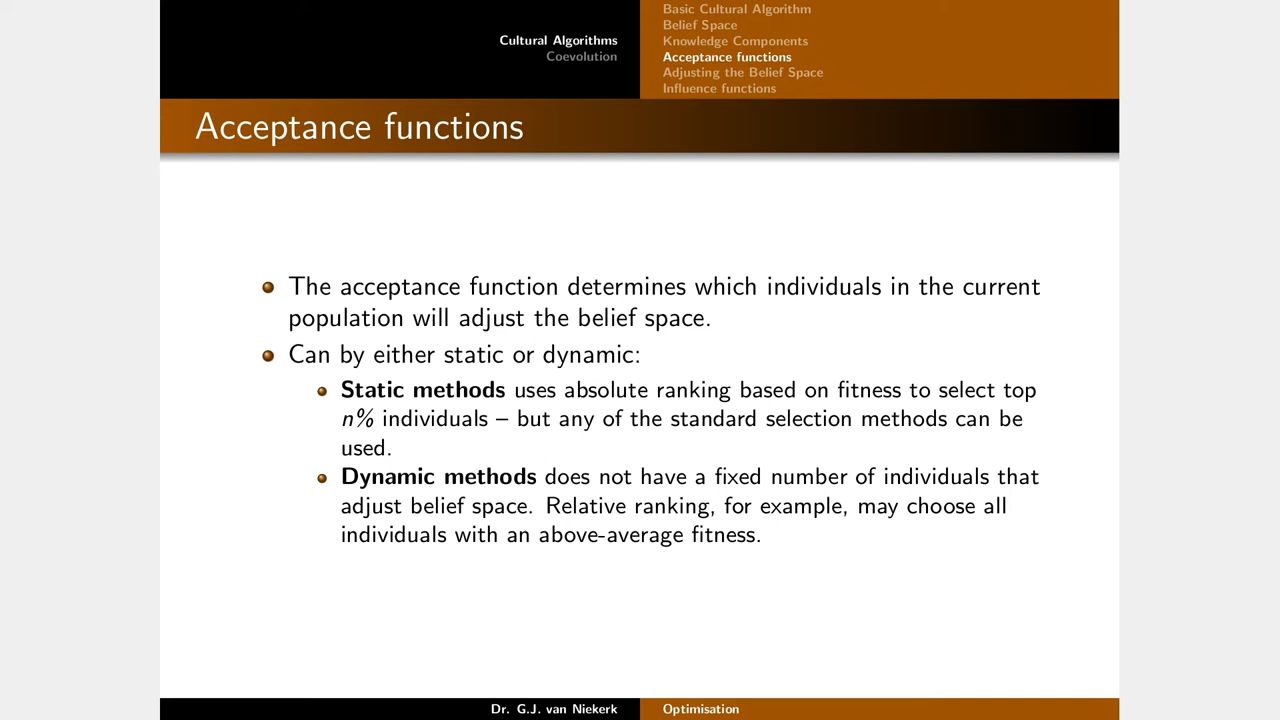 Cultural Algorithms
Coevolution
Basic Cultural Algorithm
Belief Space
Knowledge Components
Acceptance functions
Adjusting the Belief Space
Influence functions
Acceptance functions
The acceptance function determines which individuals in the current
population will adjust the belief space.
Can by either static or dynamic:
Static methods uses absolute ranking based on fitness to select top
n% individuals – but any of the standard selection methods can be
used.
Dynamic methods does not have a fixed number of individuals that
adjust belief space. Relative ranking, for example, may choose all
individuals with an above-average fitness.
Dr. G.J. van Niekerk
Optimisation